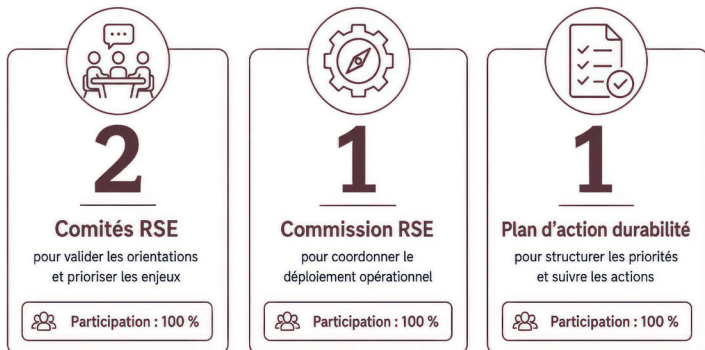 2
Comités RSE
pour valider les orientations
et prioriser les enjeux
Participation : 100 %
1
Commission RSE
pour coordonner le
déploiement opérationnel
Participation : 100 %
1
Plan d'action durabilité
pour structurer les priorités
et suivre les actions
Participation : 100 %